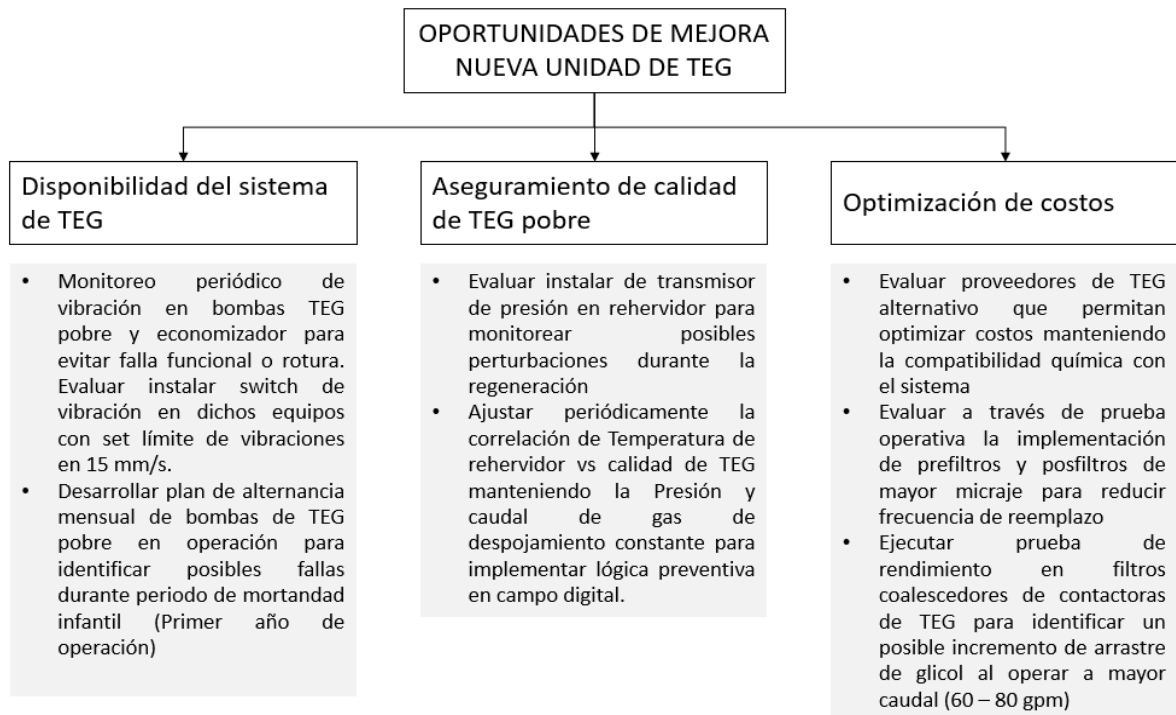 OPORTUNIDADES DE MEJORA
NUEVA UNIDAD DE TEG
Disponibilidad del sistema
de TEG
• Monitoreo periódico de
vibración en bombas TEG
pobre y economizador para
evitar falla funcional o rotura.
Evaluar instalar switch de
vibración en dichos equipos
con set límite de vibraciones
en 15 mm/s.
• Desarrollar plan de alternancia
mensual de bombas de TEG
pobre en operación para
identificar posibles fallas
durante periodo de mortandad
infantil (Primer año de
operación)
Aseguramiento de calidad
de TEG pobre
• Evaluar instalar de transmisor
de presión en rehervidor para
monitorear posibles
perturbaciones durante la
regeneración
• Ajustar periódicamente la
correlación de Temperatura de
rehervidor vs calidad de TEG
manteniendo la Presión y
caudal de gas de
despojamiento constante para
implementar lógica preventiva
en campo digital.
Optimización de costos
• Evaluar proveedores de TEG
alternativo que permitan
optimizar costos manteniendo
la compatibilidad química con
el sistema
• Evaluar a través de prueba
operativa la implementación
de prefiltros y posfiltros de
mayor micraje para reducir
frecuencia de reemplazo
• Ejecutar prueba de
rendimiento en filtros
coalescedores de contactoras
de TEG para identificar un
posible incremento de arrastre
de glicol al operar a mayor
caudal (60 – 80 gpm)